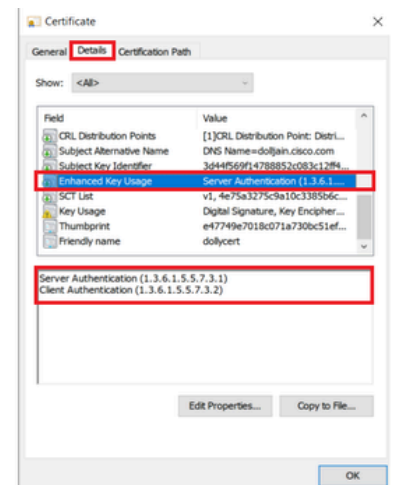 Certificate
General Details Certification Path
Show: <All>
Field Value
CRL Distribution Points [1]CRL Distribution Point: Distri...
Subject Alternative Name DNS Name=dolljain.cisco.com
Subject Key Identifier 3d44f569f14788852c083c12ff4...
Enhanced Key Usage Server Authentication (1.3.6.1....
SCT List v1, 4e75a3275c9a10c3385b6c...
Key Usage Digital Signature, Key Encipher...
Thumbprint e47749e7018c071a730bc51ef...
Friendly name dollycert
Server Authentication (1.3.6.1.5.5.7.3.1)
Client Authentication (1.3.6.1.5.5.7.3.2)
Edit Properties... Copy to File...
OK